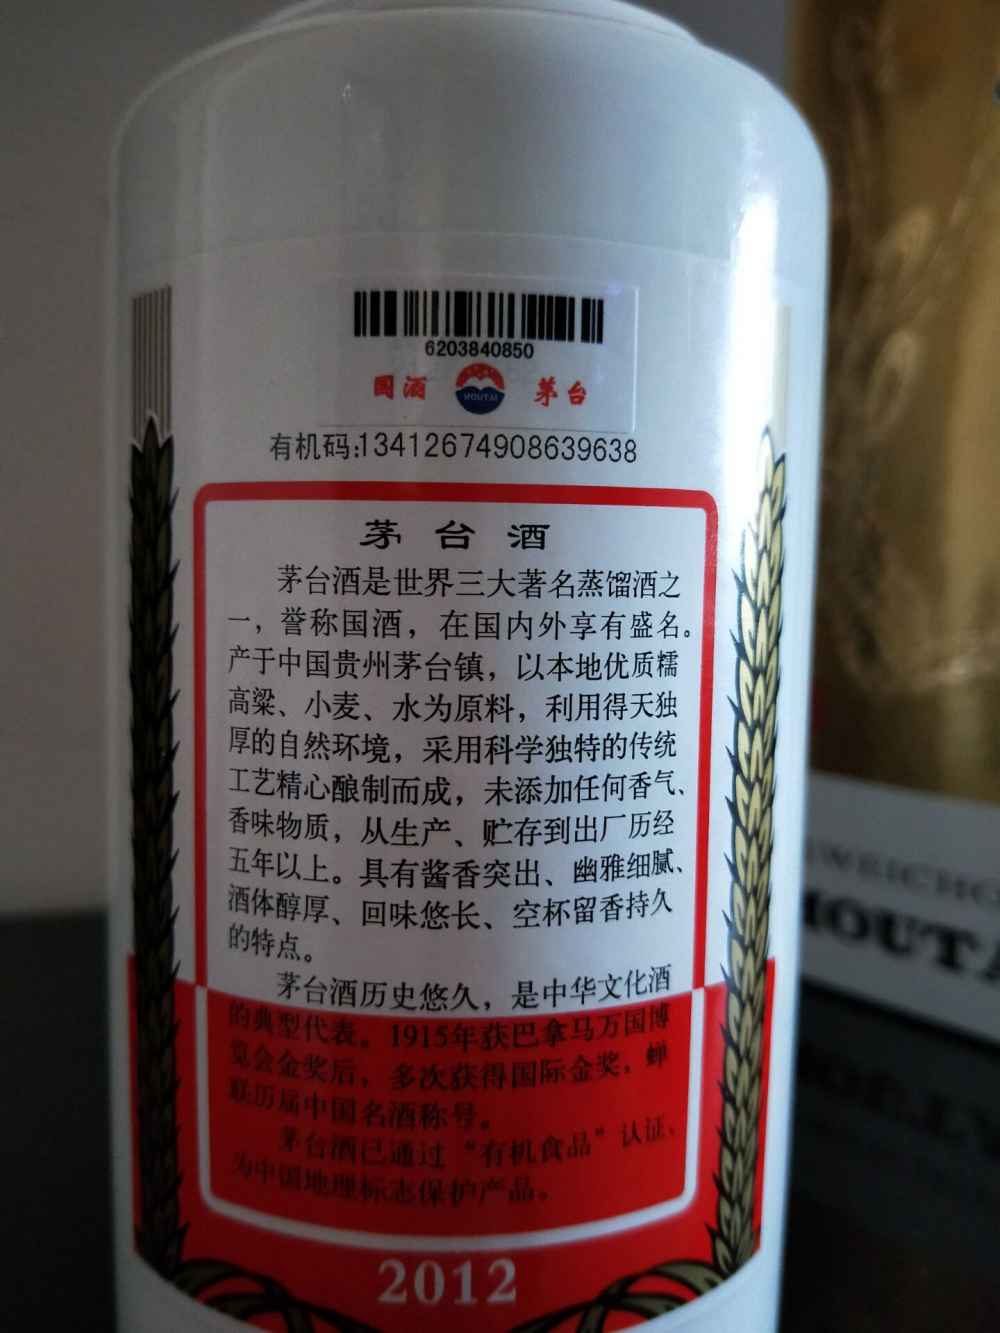 6203840850
国酒 MOUTAI 茅台
有机码:13412674908639638
茅台酒
茅台酒是世界三大著名蒸馏酒之
一，誉称国酒，在国内外享有盛名。
产于中国贵州茅台镇，以本地优质糯
高粱、小麦、水为原料，利用得天独
厚的自然环境，采用科学独特的传统
工艺精心酿制而成，未添加任何香气、
香味物质，从生产、贮存到出厂历经
五年以上。具有酱香突出、幽雅细腻、
酒体醇厚、回味悠长、空杯留香持久
的特点。
茅台酒历史悠久，是中华文化酒
的典型代表。1915年获巴拿马万国博
览会金奖后，多次获得国际金奖，蝉
联历届中国名酒称号。
茅台酒已通过“有机食品”认证，
为中国地理标志保护产品。
2012
WEICHO
MOUTA